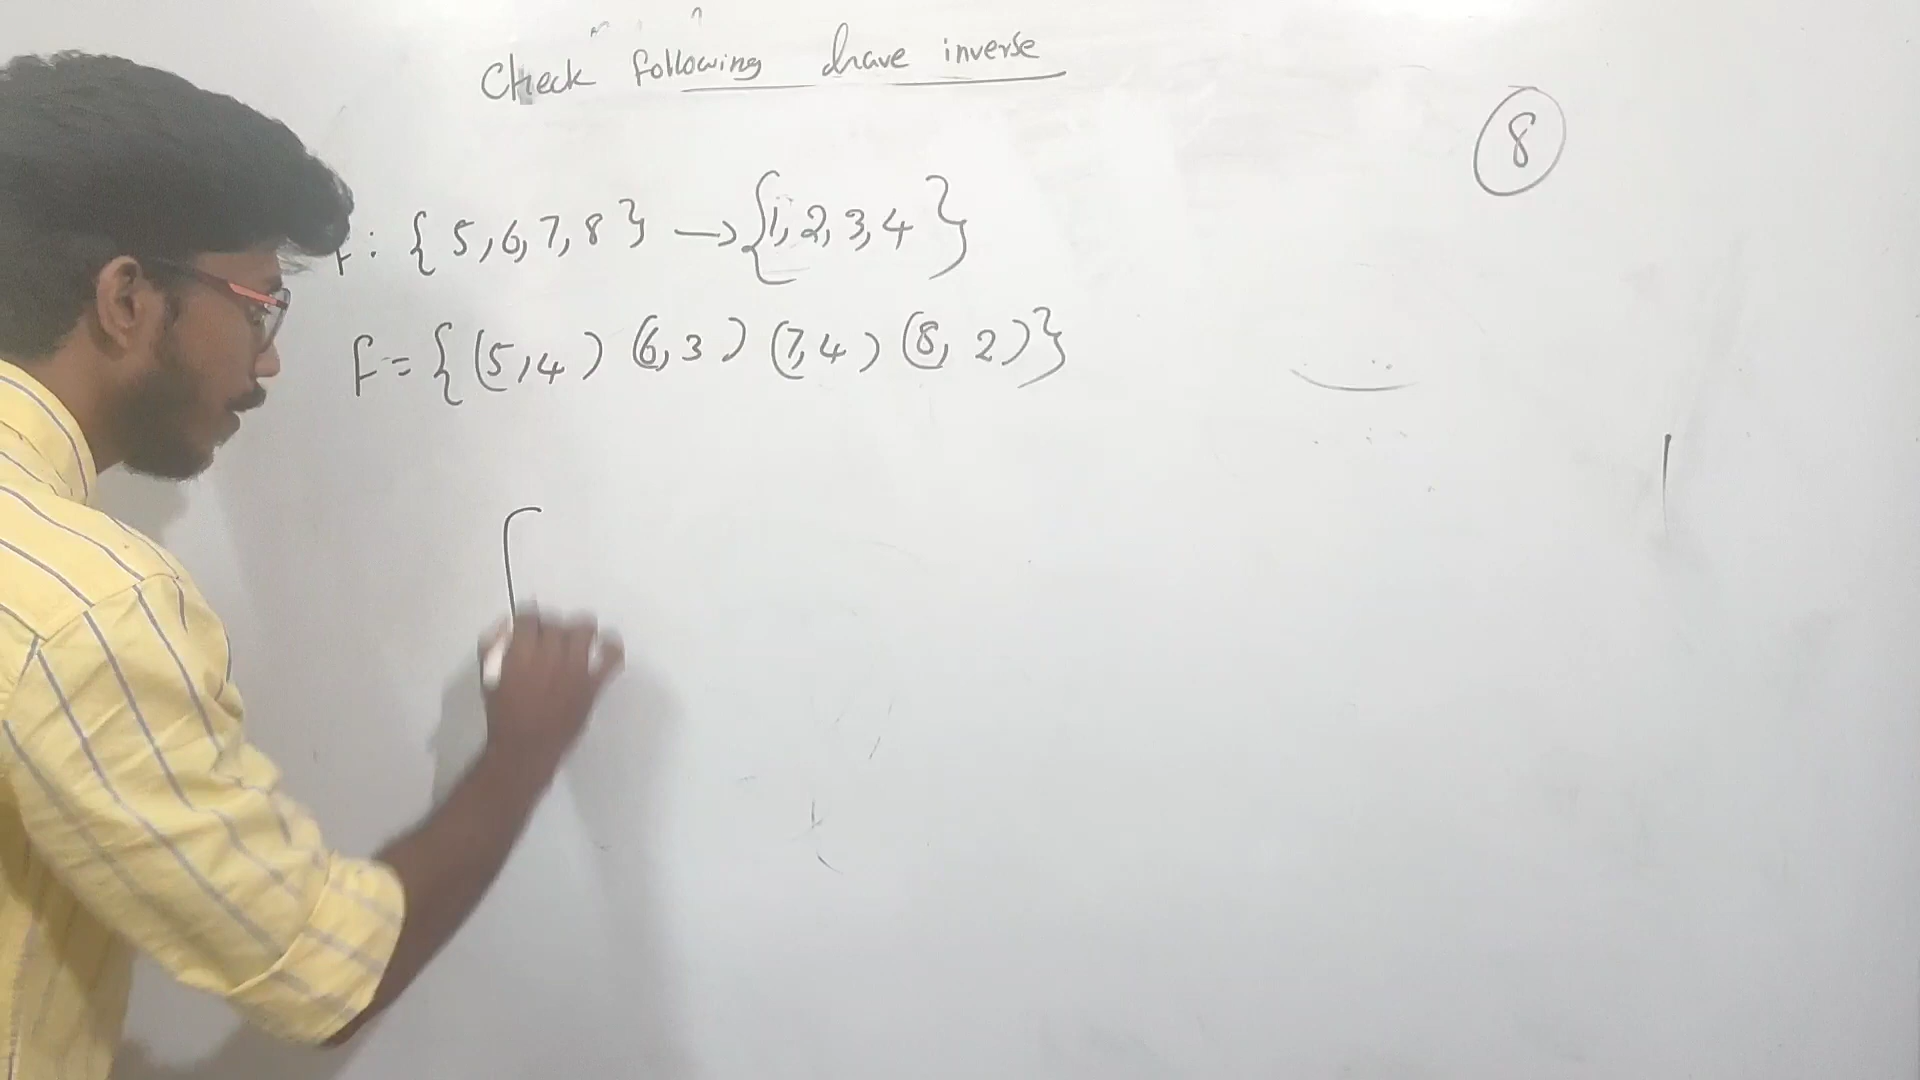 Check following have inverse
8
f: { 5, 6, 7, 8 } → { 1, 2, 3, 4 }
f = { (5, 4) (6, 3) (7, 4) (8, 2) }